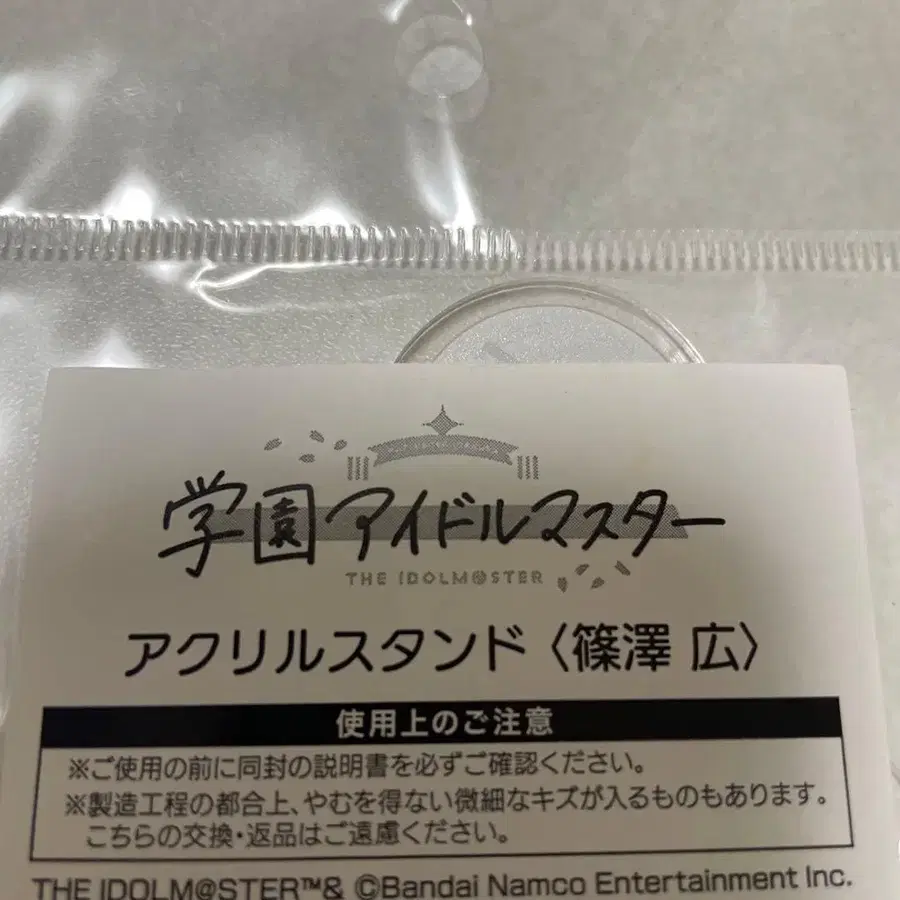 学園アイドルマスター
THE IDOLM@STER
アクリルスタンド〈篠澤 広〉
使用上のご注意
※ご使用の前に同封の説明書を必ずご確認ください。
※製造工程の都合上、やむを得ない微細なキズが入るものもあります。
こちらの交換・返品はご遠慮ください。
THE IDOLM@STER™& ©Bandai Namco Entertainment Inc.